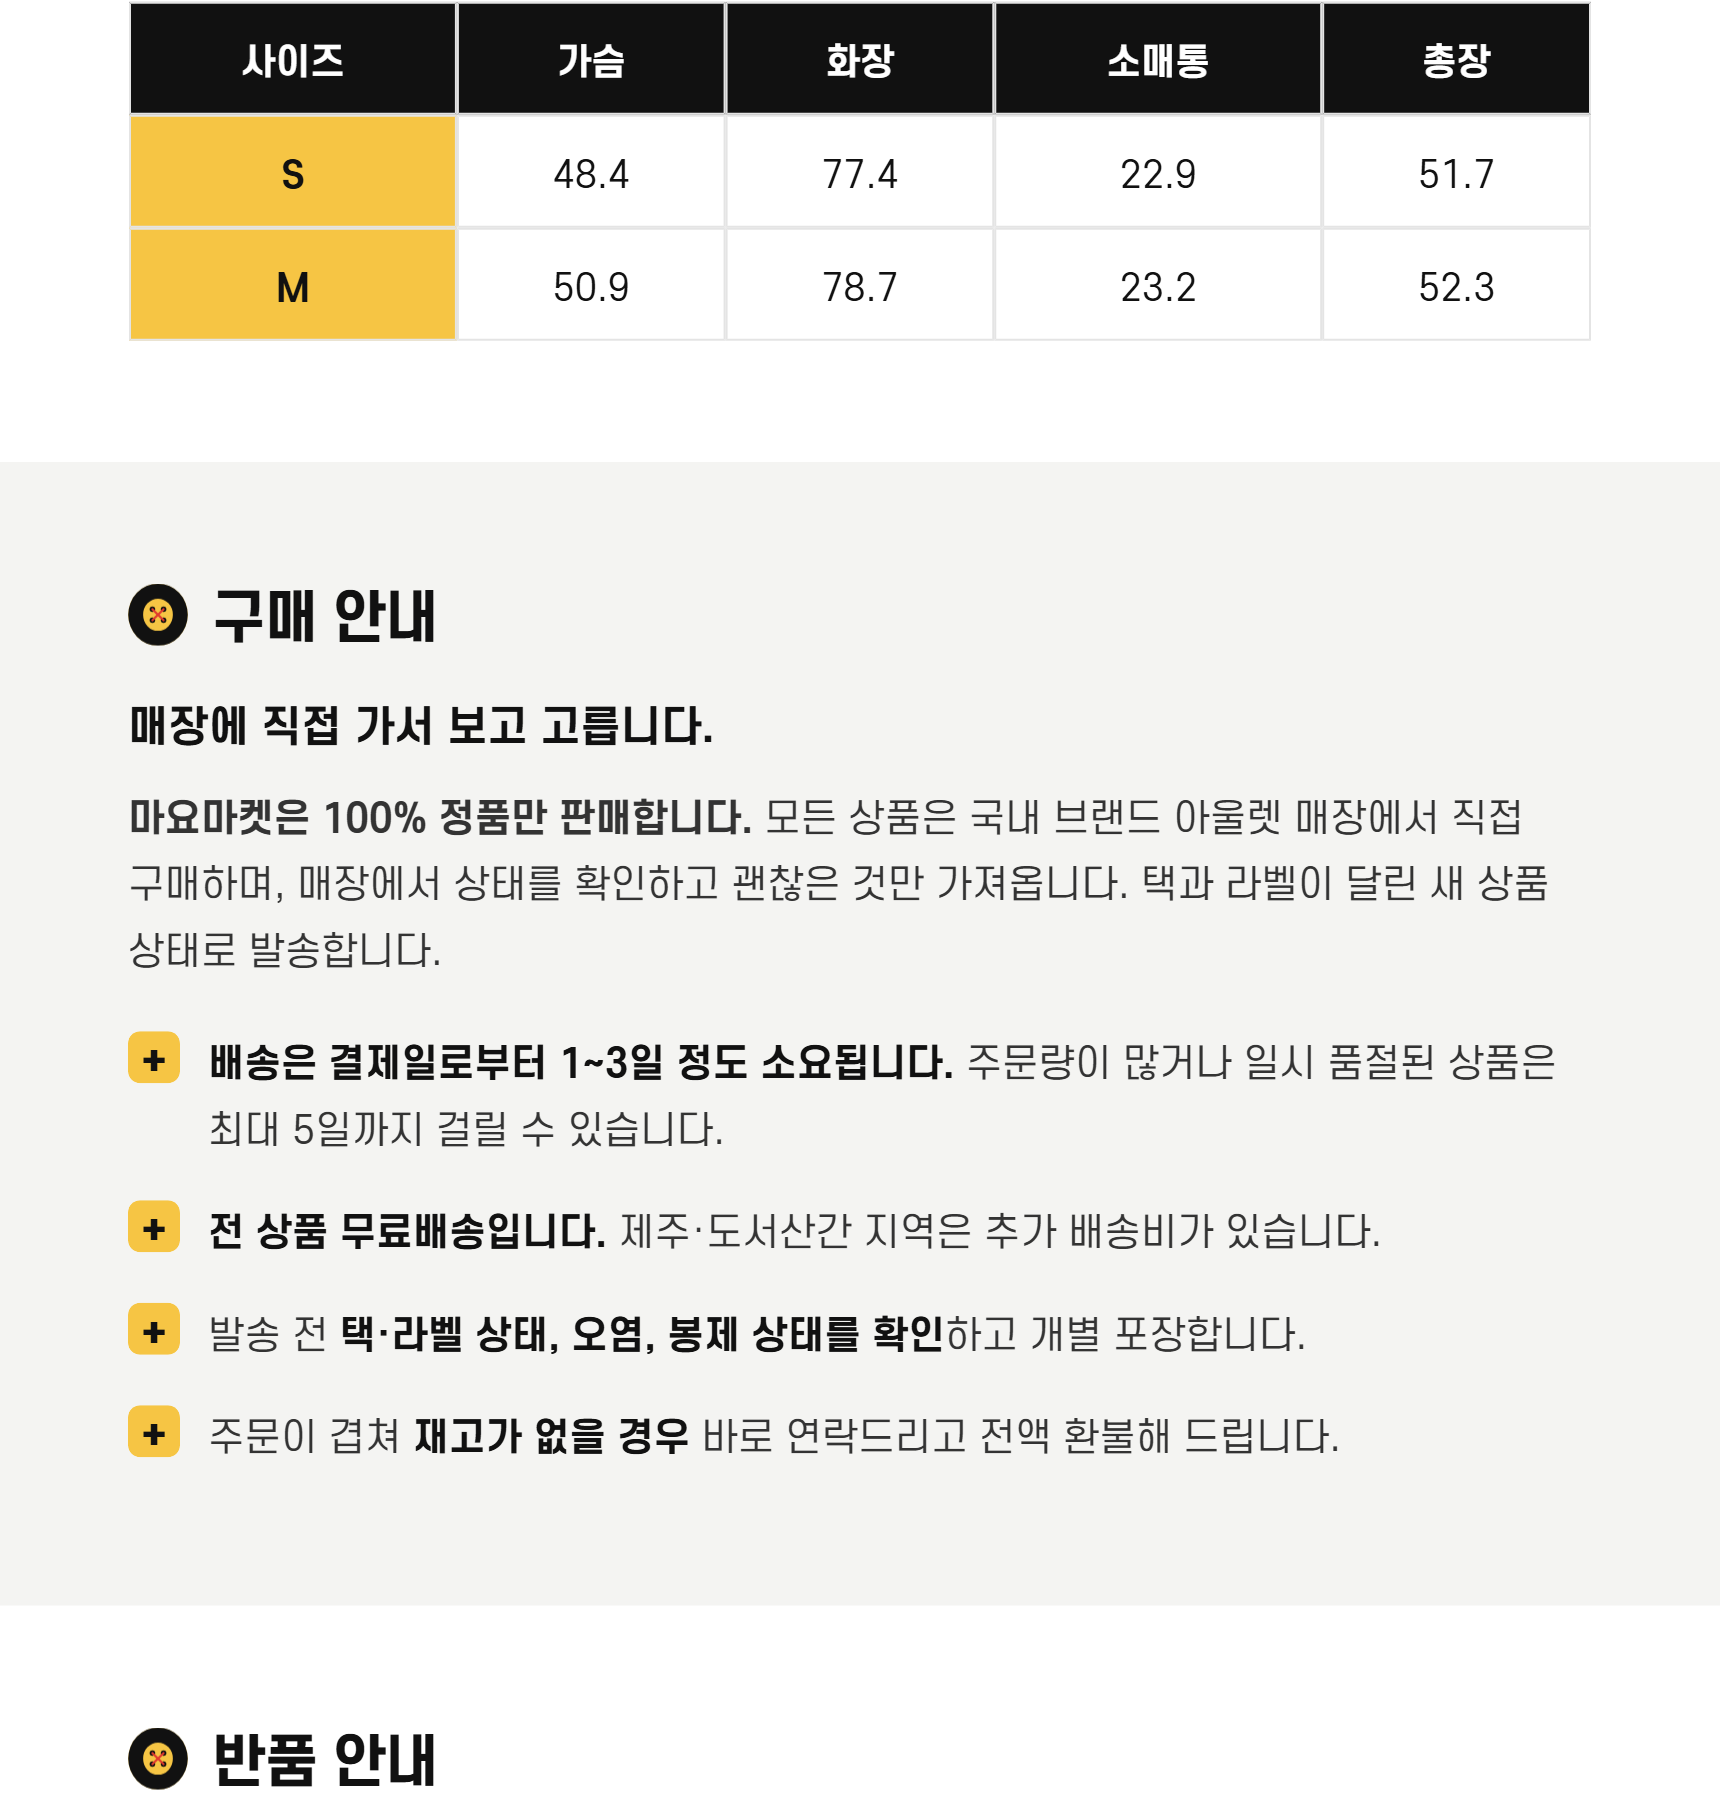 사이즈 가슴 화장 소매통 총장
S 48.4 77.4 22.9 51.7
M 50.9 78.7 23.2 52.3
구매 안내
매장에 직접 가서 보고 고릅니다.
마요마켓은 100% 정품만 판매합니다. 모든 상품은 국내 브랜드 아울렛 매장에서 직접
구매하며, 매장에서 상태를 확인하고 괜찮은 것만 가져옵니다. 택과 라벨이 달린 새 상품
상태로 발송합니다.
+ 배송은 결제일로부터 1~3일 정도 소요됩니다. 주문량이 많거나 일시 품절된 상품은
최대 5일까지 걸릴 수 있습니다.
+ 전 상품 무료배송입니다. 제주·도서산간 지역은 추가 배송비가 있습니다.
+ 발송 전 택·라벨 상태, 오염, 봉제 상태를 확인하고 개별 포장합니다.
+ 주문이 겹쳐 재고가 없을 경우 바로 연락드리고 전액 환불해 드립니다.
반품 안내